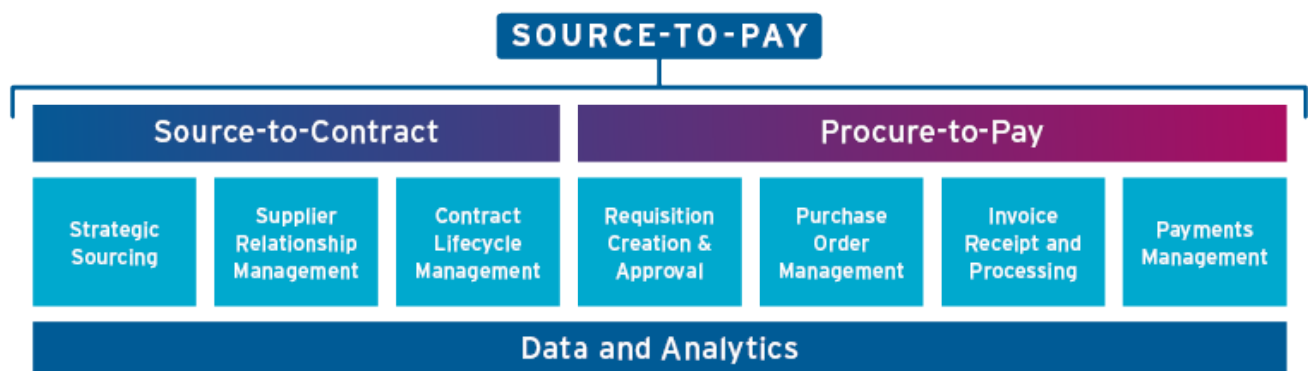 SOURCE-TO-PAY
Source-to-Contract
Procure-to-Pay
Strategic
Sourcing
Supplier
Relationship
Management
Contract
Lifecycle
Management
Requisition
Creation &
Approval
Purchase
Order
Management
Invoice
Receipt and
Processing
Payments
Management
Data and Analytics